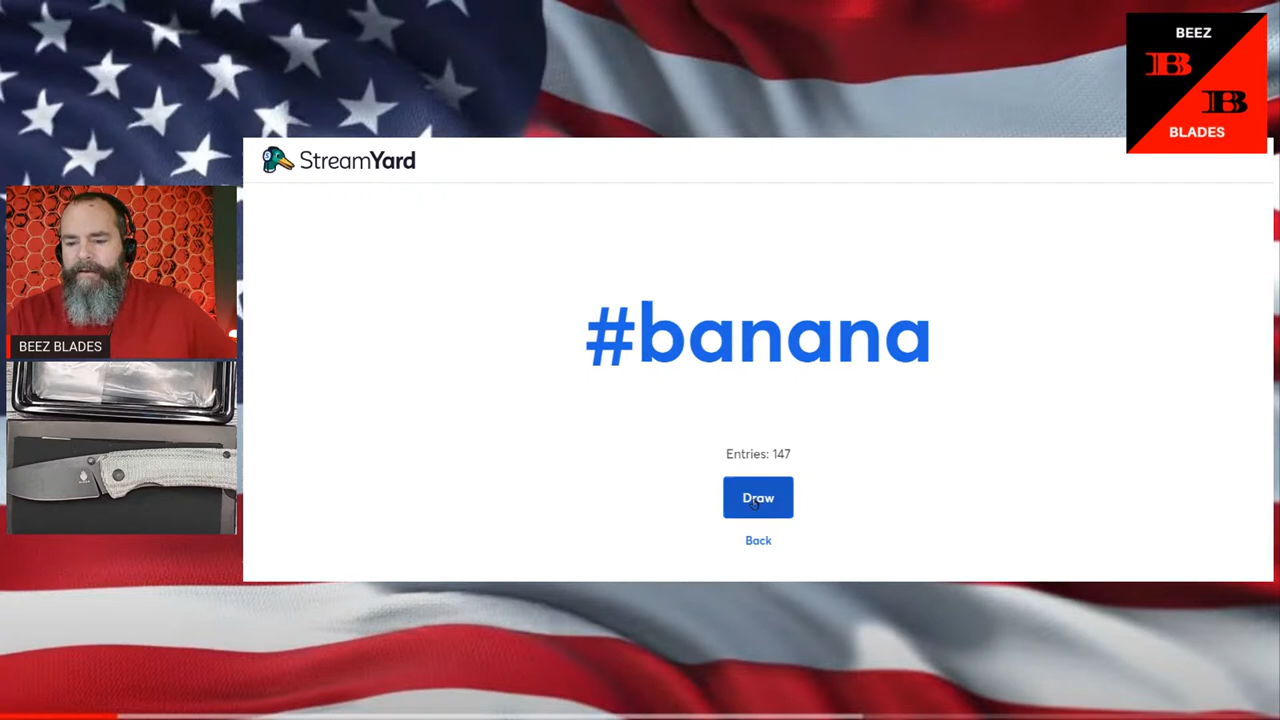 BEEZ
B
B
BLADES
StreamYard
BEEZ BLADES
#banana
Entries: 147
Draw
Back